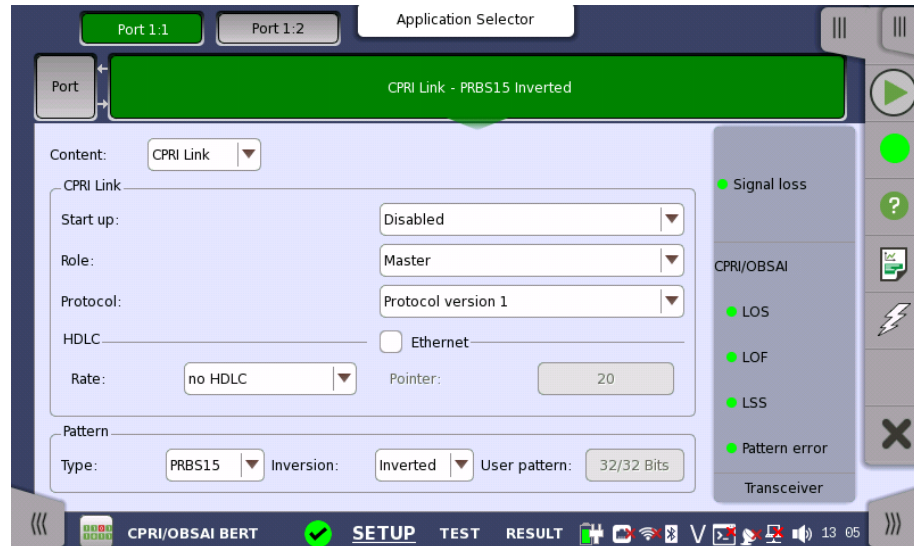 Port 1:1
Port 1:2
Application Selector
Port
CPRI Link - PRBS15 Inverted
Content:
CPRI Link
CPRI Link
Start up:
Disabled
Role:
Master
Protocol:
Protocol version 1
HDLC
Ethernet
Rate:
no HDLC
Pointer:
20
Pattern
Type:
PRBS15
Inversion:
Inverted
User pattern:
32/32 Bits
Signal loss
CPRI/OBSAI
LOS
LOF
LSS
Pattern error
Transceiver
CPRI/OBSAI BERT
SETUP
TEST
RESULT
V
13 05